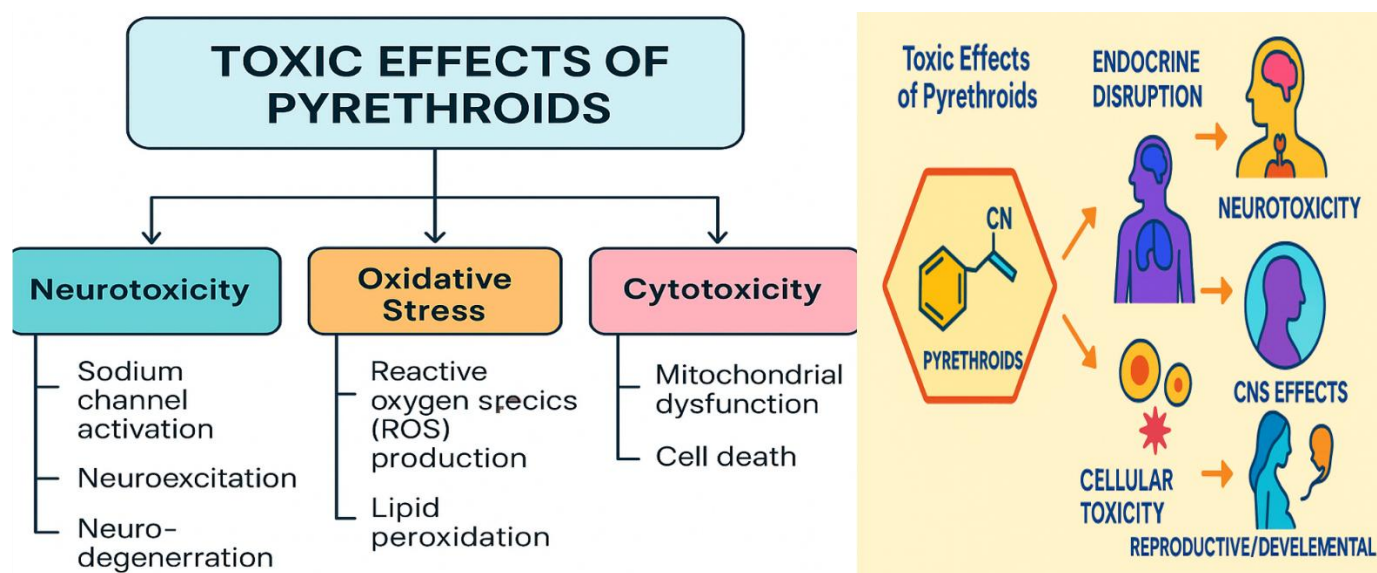 TOXIC EFFECTS OF
PYRETHROIDS
Neurotoxicity
Sodium
channel
activation
Neuroexcitation
Neuro-
degenerration
Oxidative
Stress
Reactive
oxygen srecics
(ROS)
production
Lipid
peroxidation
Cytotoxicity
Mitochondrial
dysfunction
Cell death
Toxic Effects
of Pyrethroids
CN
PYRETHROIDS
ENDOCRINE
DISRUPTION
NEUROTOXICITY
CNS EFFECTS
CELLULAR
TOXICITY
REPRODUCTIVE/DEVELEMENTAL